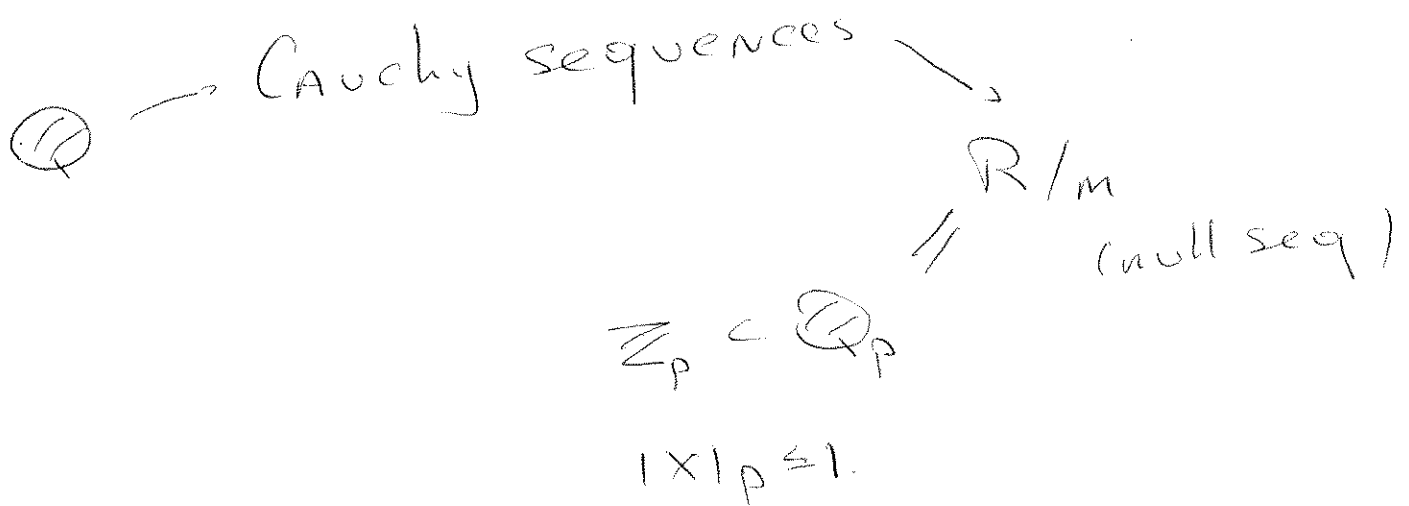 ℚ → Cauchy sequences →
R/m
(null seq)
ℤp ⊂ ℚp =
|x|p ≤ 1.